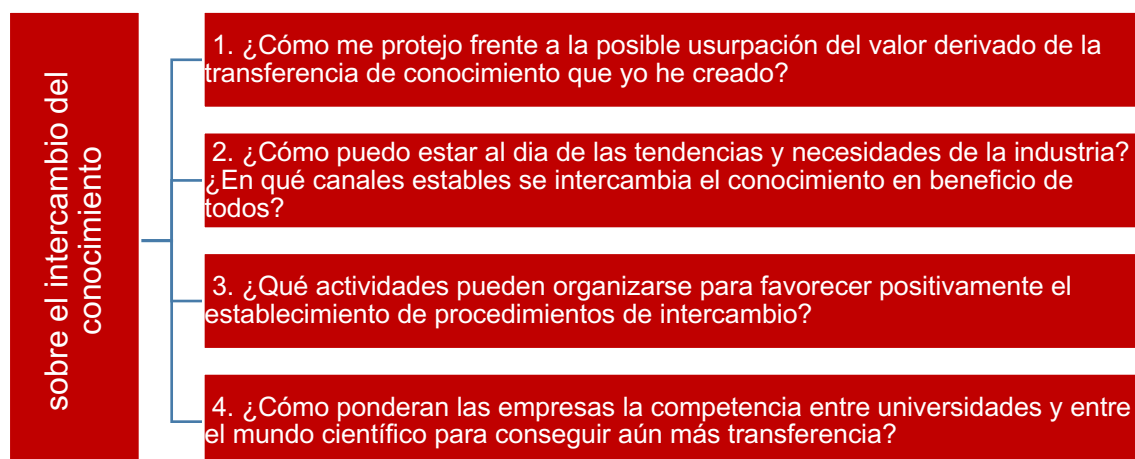 sobre el intercambio del
conocimiento
1. ¿Cómo me protejo frente a la posible usurpación del valor derivado de la
transferencia de conocimiento que yo he creado?
2. ¿Cómo puedo estar al dia de las tendencias y necesidades de la industria?
¿En qué canales estables se intercambia el conocimiento en beneficio de
todos?
3. ¿Qué actividades pueden organizarse para favorecer positivamente el
establecimiento de procedimientos de intercambio?
4. ¿Cómo ponderan las empresas la competencia entre universidades y entre
el mundo científico para conseguir aún más transferencia?